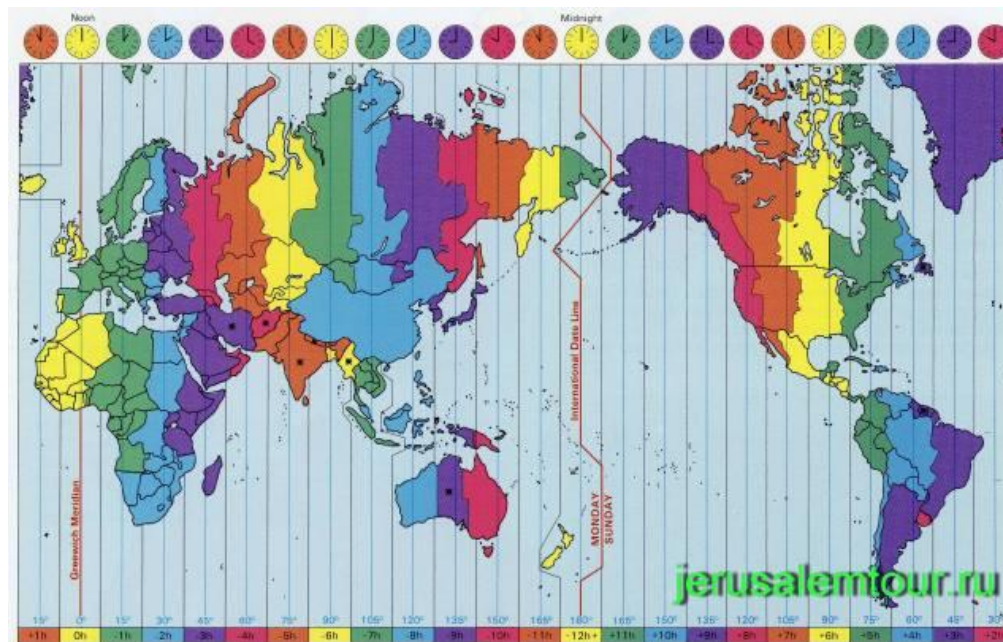 Noon
Midnight
Greewich Meridian
International Date Line
MONDAY
SUNDAY
jerusalemtour.ru
15° 0° 15° 30° 45° 60° 75° 90° 105° 120° 135° 150° 165° 180° 165° 150° 135° 120° 105° 90° 75° 60° 45° 30°
+1h 0h -1h -2h -3h -4h -5h -6h -7h -8h -9h -10h -11h -12h+ +11h +10h +9h +8h +7h +6h +5h +4h +3h